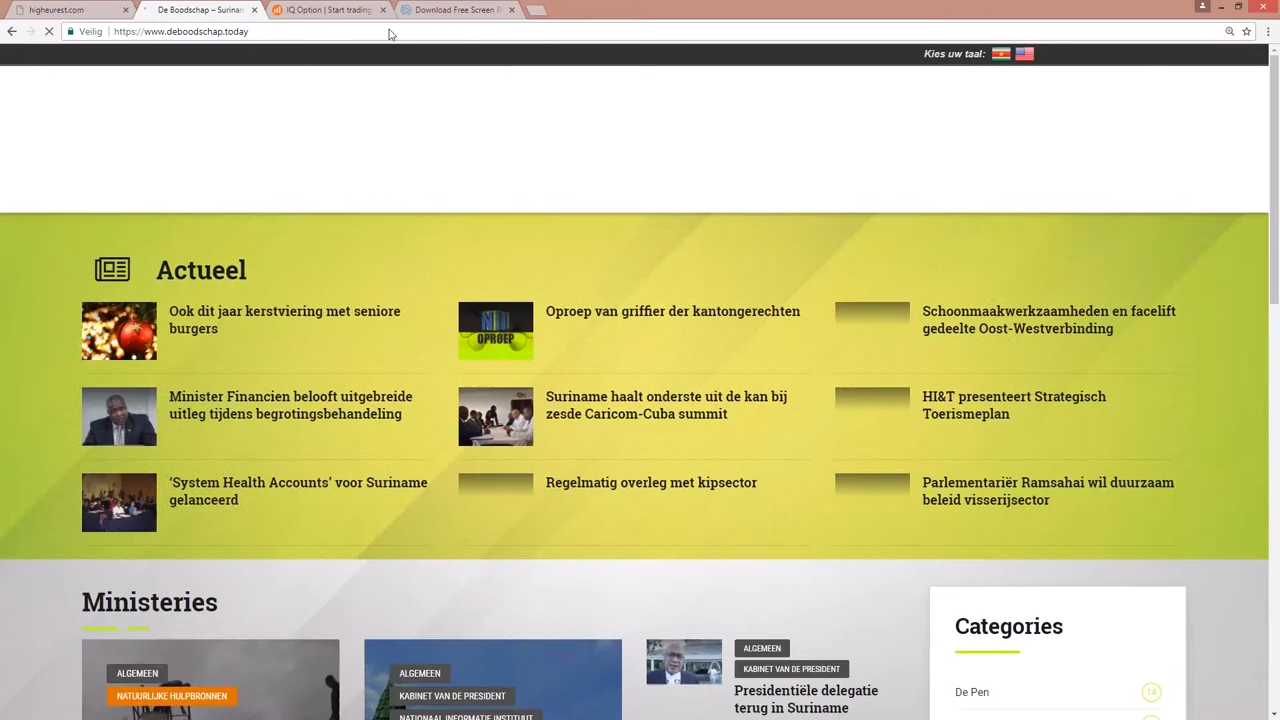 higheurest.com
De Boodschap – Surinam
IQ Option | Start trading
Download Free Screen R
Veilig
https://www.deboodschap.today
Kies uw taal:
Actueel
Ook dit jaar kerstviering met seniore
burgers
Oproep van griffier der kantongerechten
Schoonmaakwerkzaamheden en facelift
gedeelte Oost-Westverbinding
OPROEP
Minister Financien belooft uitgebreide
uitleg tijdens begrotingsbehandeling
Suriname haalt onderste uit de kan bij
zesde Caricom-Cuba summit
HI&T presenteert Strategisch
Toerismeplan
‘System Health Accounts’ voor Suriname
gelanceerd
Regelmatig overleg met kipsector
Parlementariër Ramsahai wil duurzaam
beleid visserijsector
Ministeries
Categories
ALGEMEEN
NATUURLIJKE HULPBRONNEN
ALGEMEEN
KABINET VAN DE PRESIDENT
NATIONAAL INFORMATIE INSTITUUT
ALGEMEEN
KABINET VAN DE PRESIDENT
Presidentiële delegatie
terug in Suriname
De Pen
14